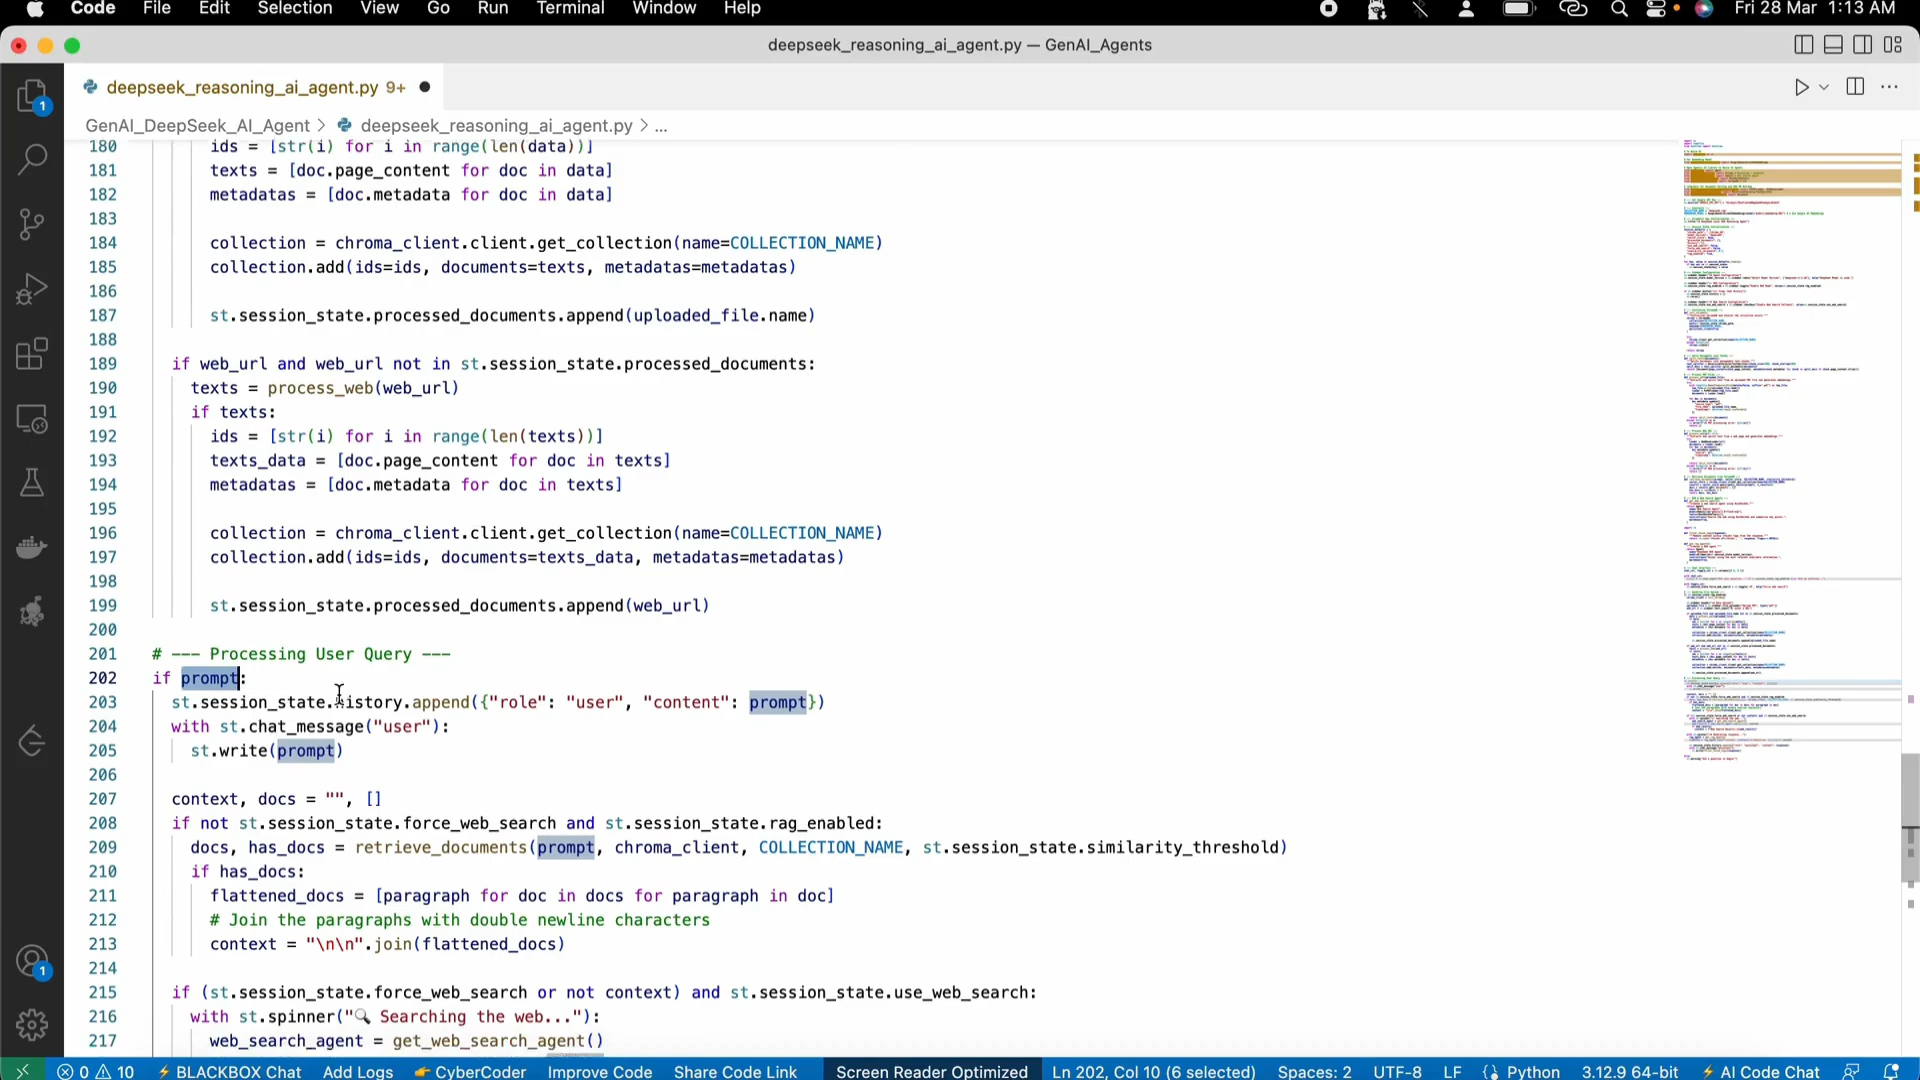 Code File Edit Selection View Go Run Terminal Window Help Fri 28 Mar 1:13 AM
deepseek_reasoning_ai_agent.py — GenAI_Agents
deepseek_reasoning_ai_agent.py 9+
GenAI_DeepSeek_AI_Agent > deepseek_reasoning_ai_agent.py > ...
180 ids = [str(i) for i in range(len(data))]
181 texts = [doc.page_content for doc in data]
182 metadatas = [doc.metadata for doc in data]
183
184 collection = chroma_client.client.get_collection(name=COLLECTION_NAME)
185 collection.add(ids=ids, documents=texts, metadatas=metadatas)
186
187 st.session_state.processed_documents.append(uploaded_file.name)
188
189 if web_url and web_url not in st.session_state.processed_documents:
190 texts = process_web(web_url)
191 if texts:
192 ids = [str(i) for i in range(len(texts))]
193 texts_data = [doc.page_content for doc in texts]
194 metadatas = [doc.metadata for doc in texts]
195
196 collection = chroma_client.client.get_collection(name=COLLECTION_NAME)
197 collection.add(ids=ids, documents=texts_data, metadatas=metadatas)
198
199 st.session_state.processed_documents.append(web_url)
200
201 # --- Processing User Query ---
202 if prompt:
203 st.session_state.history.append({"role": "user", "content": prompt})
204 with st.chat_message("user"):
205 st.write(prompt)
206
207 context, docs = "", []
208 if not st.session_state.force_web_search and st.session_state.rag_enabled:
209 docs, has_docs = retrieve_documents(prompt, chroma_client, COLLECTION_NAME, st.session_state.similarity_threshold)
210 if has_docs:
211 flattened_docs = [paragraph for doc in docs for paragraph in doc]
212 # Join the paragraphs with double newline characters
213 context = "\n\n".join(flattened_docs)
214
215 if (st.session_state.force_web_search or not context) and st.session_state.use_web_search:
216 with st.spinner("🔍 Searching the web..."):
217 web_search_agent = get_web_search_agent()
0 10 BLACKBOX Chat Add Logs CyberCoder Improve Code Share Code Link Screen Reader Optimized Ln 202, Col 10 (6 selected) Spaces: 2 UTF-8 LF Python 3.12.9 64-bit AI Code Chat